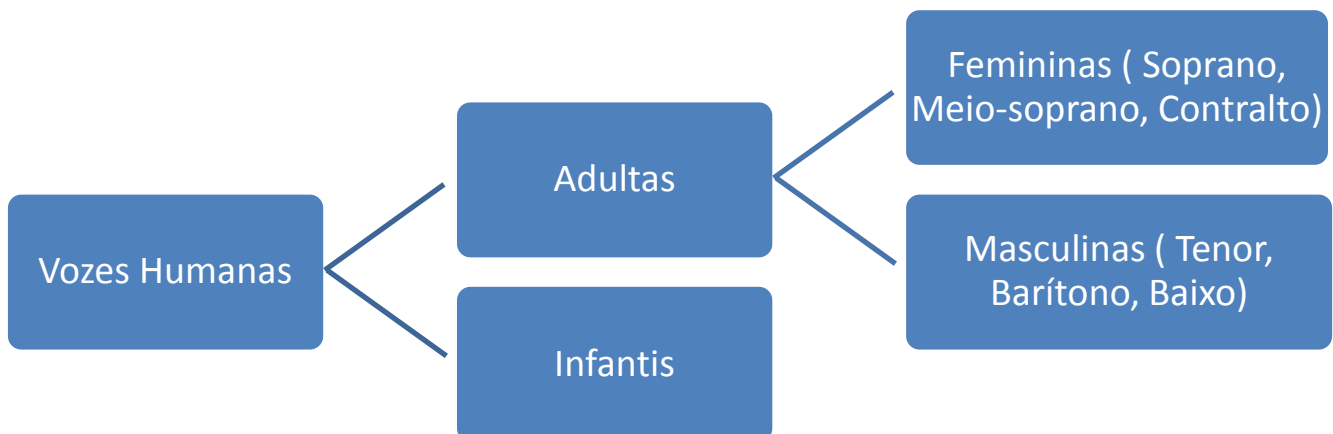 Vozes Humanas
Adultas
Infantis
Femininas ( Soprano,
Meio-soprano, Contralto)
Masculinas ( Tenor,
Barítono, Baixo)